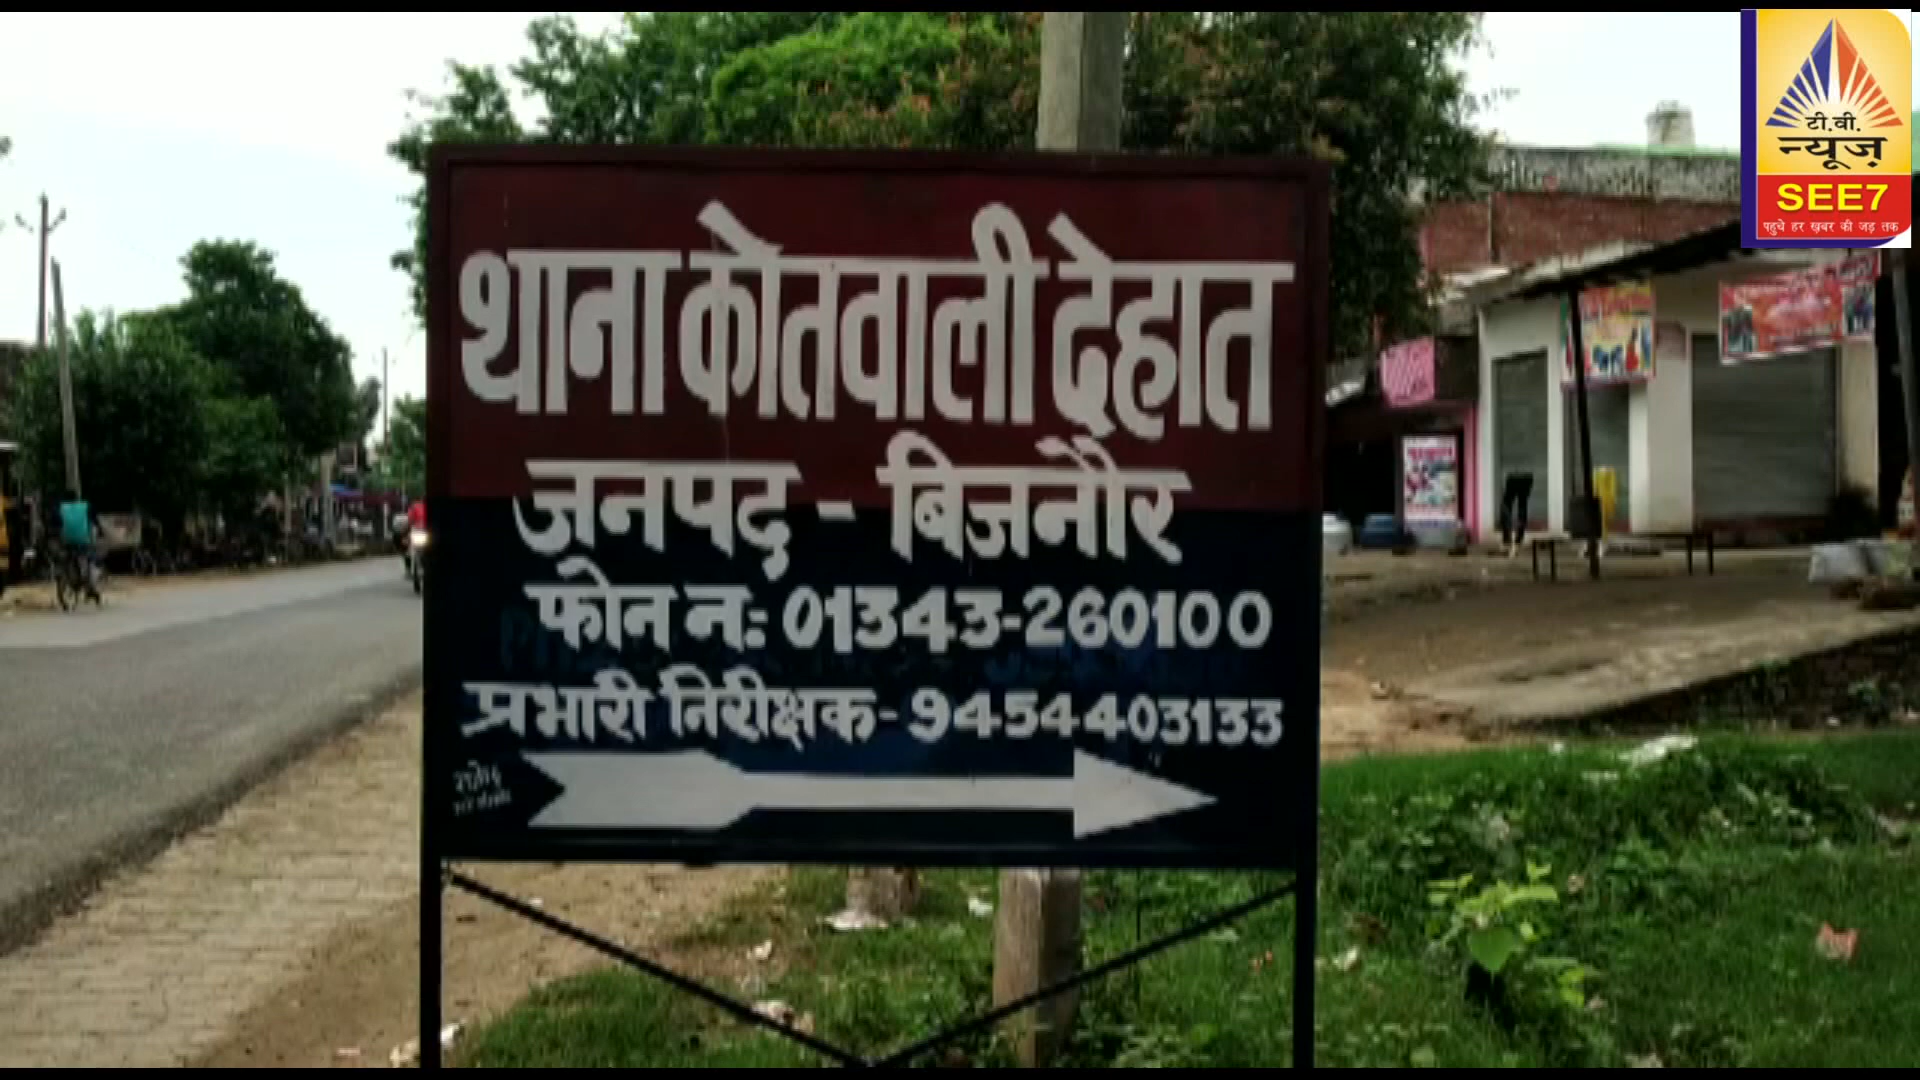 थाना कोतवाली देहात
जनपद - बिजनौर
फोन न: 01343-260100
प्रभारी निरीक्षक- 9454403133
टी.वी.
न्यूज़
SEE7
पहुचे हर ख़बर की जड़ तक